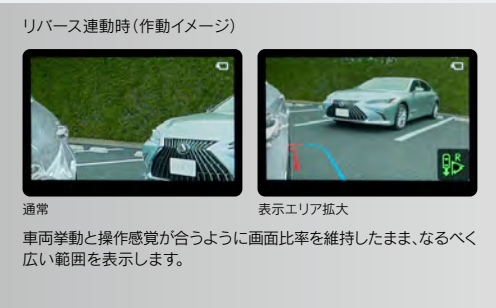 リバース連動時（作動イメージ）
R
通常
表示エリア拡大
車両挙動と操作感覚が合うように画面比率を維持したまま、なるべく
広い範囲を表示します。